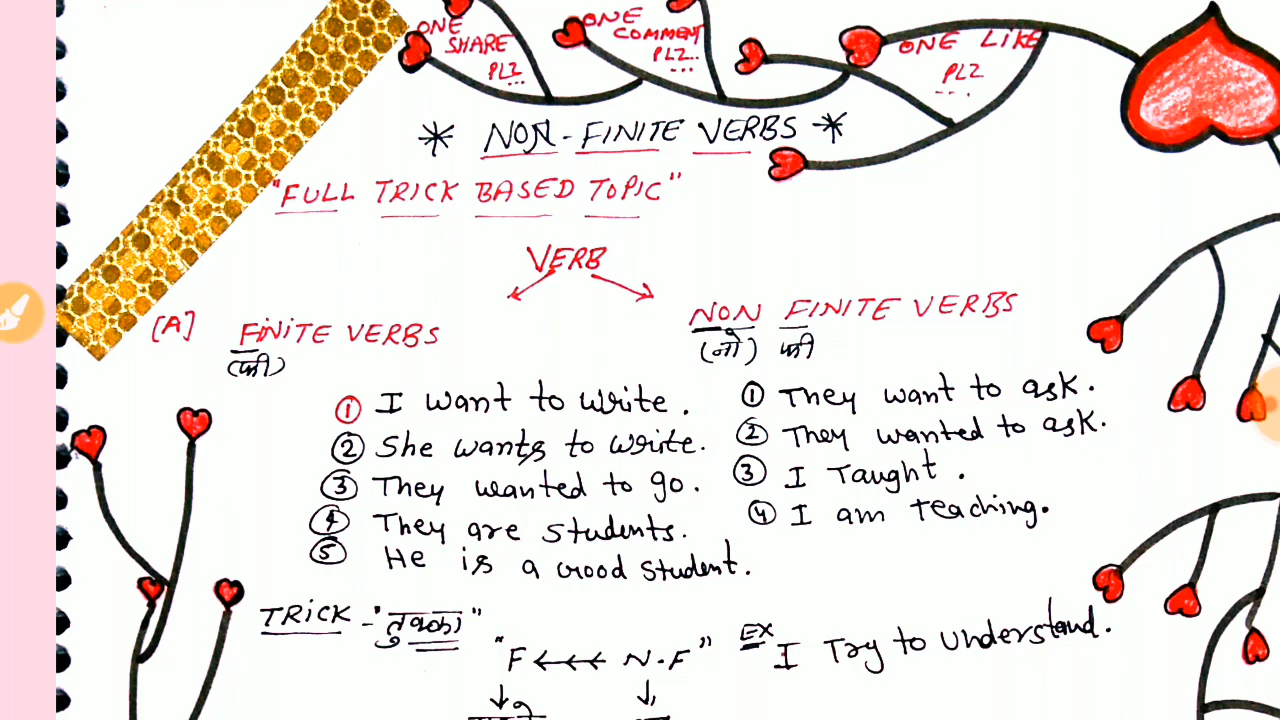 ONE SHARE PLZ...
ONE COMMENT PLZ...
ONE LIKE PLZ...
* NON-FINITE VERBS *
"FULL TRICK BASED TOPIC"
VERB
[A] FINITE VERBS
(फी)
NON FINITE VERBS
(नो) फी
① I want to write.
② She wants to write.
③ They wanted to go.
④ They are students.
⑤ He is a Good student.
① They want to ask.
② They wanted to ask.
③ I Taught.
④ I am Teaching.
TRICK -
"F ← ← ← N.F" EX I Try to understand.